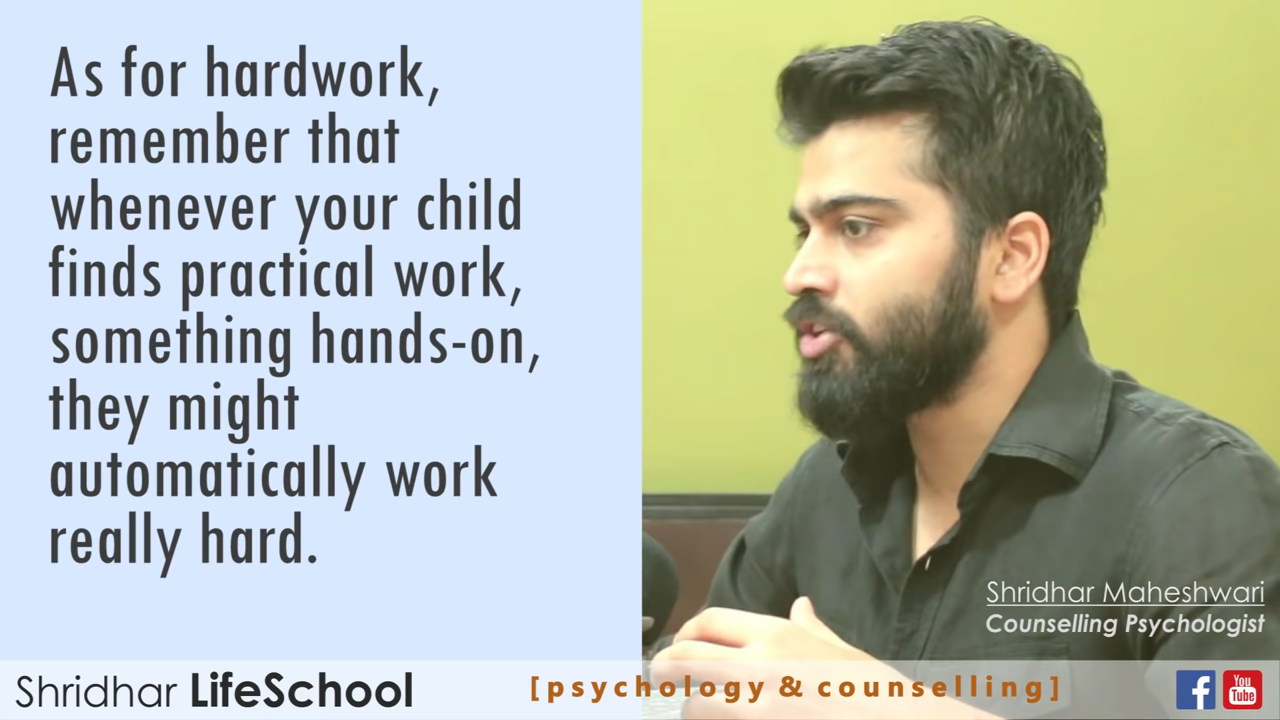 As for hardwork,
remember that
whenever your child
finds practical work,
something hands-on,
they might
automatically work
really hard.
Shridhar Maheshwari
Counselling Psychologist
Shridhar LifeSchool
[psychology & counselling]
f
You
Tube